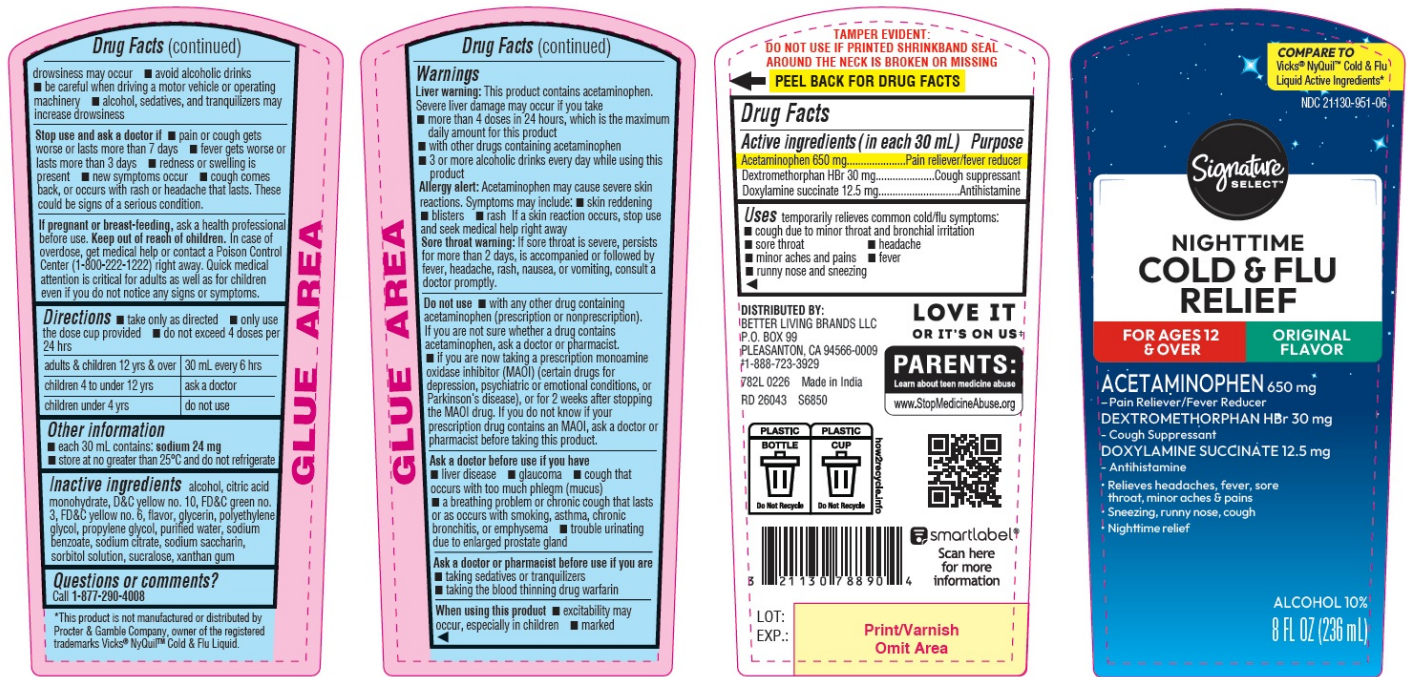 Drug Facts (continued)
drowsiness may occur ■ avoid alcoholic drinks
■ be careful when driving a motor vehicle or operating
machinery ■ alcohol, sedatives, and tranquilizers may
increase drowsiness
Stop use and ask a doctor if ■ pain or cough gets
worse or lasts more than 7 days ■ fever gets worse or
lasts more than 3 days ■ redness or swelling is
present ■ new symptoms occur ■ cough comes
back, or occurs with rash or headache that lasts. These
could be signs of a serious condition.
If pregnant or breast-feeding, ask a health professional
before use. Keep out of reach of children. In case of
overdose, get medical help or contact a Poison Control
Center (1-800-222-1222) right away. Quick medical
attention is critical for adults as well as for children
even if you do not notice any signs or symptoms.
Directions ■ take only as directed ■ only use
the dose cup provided ■ do not exceed 4 doses per
24 hrs
adults & children 12 yrs & over 30 mL every 6 hrs
children 4 to under 12 yrs ask a doctor
children under 4 yrs do not use
Other information
■ each 30 mL contains: sodium 24 mg
■ store at no greater than 25°C and do not refrigerate
Inactive ingredients alcohol, citric acid
monohydrate, D&C yellow no. 10, FD&C green no.
3, FD&C yellow no. 6, flavor, glycerin, polyethylene
glycol, propylene glycol, purified water, sodium
benzoate, sodium citrate, sodium saccharin,
sorbitol solution, sucralose, xanthan gum
Questions or comments?
Call 1-877-290-4008
*This product is not manufactured or distributed by
Procter & Gamble Company, owner of the registered
trademarks Vicks® NyQuil™ Cold & Flu Liquid.
GLUE AREA
GLUE AREA
Drug Facts (continued)
Warnings
Liver warning: This product contains acetaminophen.
Severe liver damage may occur if you take
■ more than 4 doses in 24 hours, which is the maximum
daily amount for this product
■ with other drugs containing acetaminophen
■ 3 or more alcoholic drinks every day while using this
product
Allergy alert: Acetaminophen may cause severe skin
reactions. Symptoms may include: ■ skin reddening
■ blisters ■ rash If a skin reaction occurs, stop use
and seek medical help right away
Sore throat warning: If sore throat is severe, persists
for more than 2 days, is accompanied or followed by
fever, headache, rash, nausea, or vomiting, consult a
doctor promptly.
Do not use ■ with any other drug containing
acetaminophen (prescription or nonprescription).
If you are not sure whether a drug contains
acetaminophen, ask a doctor or pharmacist.
■ if you are now taking a prescription monoamine
oxidase inhibitor (MAOI) (certain drugs for
depression, psychiatric or emotional conditions, or
Parkinson's disease), or for 2 weeks after stopping
the MAOI drug. If you do not know if your
prescription drug contains an MAOI, ask a doctor or
pharmacist before taking this product.
Ask a doctor before use if you have
■ liver disease ■ glaucoma ■ cough that
occurs with too much phlegm (mucus)
■ a breathing problem or chronic cough that lasts
or as occurs with smoking, asthma, chronic
bronchitis, or emphysema ■ trouble urinating
due to enlarged prostate gland
Ask a doctor or pharmacist before use if you are
■ taking sedatives or tranquilizers
■ taking the blood thinning drug warfarin
When using this product ■ excitability may
occur, especially in children ■ marked
TAMPER EVIDENT:
DO NOT USE IF PRINTED SHRINKBAND SEAL
AROUND THE NECK IS BROKEN OR MISSING
PEEL BACK FOR DRUG FACTS
Drug Facts
Active ingredients (in each 30 mL) Purpose
Acetaminophen 650 mg....................Pain reliever/fever reducer
Dextromethorphan HBr 30 mg....................Cough suppressant
Doxylamine succinate 12.5 mg............................Antihistamine
Uses temporarily relieves common cold/flu symptoms:
■ cough due to minor throat and bronchial irritation
■ sore throat ■ headache
■ minor aches and pains ■ fever
■ runny nose and sneezing
DISTRIBUTED BY:
BETTER LIVING BRANDS LLC
P.O. BOX 99
PLEASANTON, CA 94566-0009
‡1-888-723-3929
782L 0226 Made in India
RD 26043 S6850
LOVE IT
OR IT'S ON US‡
PARENTS:
Learn about teen medicine abuse
www.StopMedicineAbuse.org
PLASTIC PLASTIC
BOTTLE CUP
Do Not Recycle Do Not Recycle
how2recycle.info
3 21130 78890 4
smartlabel®
Scan here
for more
information
LOT:
EXP.:
Print/Varnish
Omit Area
COMPARE TO
Vicks® NyQuil™ Cold & Flu
Liquid Active Ingredients*
NDC 21130-951-06
Signature
SELECT™
NIGHTTIME
COLD & FLU
RELIEF
FOR AGES 12
& OVER
ORIGINAL
FLAVOR
ACETAMINOPHEN 650 mg
– Pain Reliever/Fever Reducer
DEXTROMETHORPHAN HBr 30 mg
- Cough Suppressant
DOXYLAMINE SUCCINATE 12.5 mg
- Antihistamine
• Relieves headaches, fever, sore
throat, minor aches & pains
• Sneezing, runny nose, cough
• Nighttime relief
ALCOHOL 10%
8 FL OZ (236 mL)